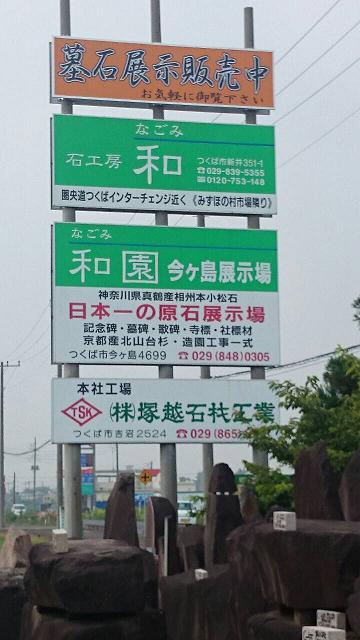 墓石展示販売中
お気軽に御覧下さい
なごみ
石工房 和
つくば市新井351-1
☎029-839-5355
0120-753-148
圏央道つくばインターチェンジ近く《みずほの村市場隣り》
なごみ
和園 今ヶ島展示場
神奈川県真鶴産相州本小松石
日本一の原石展示場
記念碑・墓碑・歌碑・寺標・社標材
京都産北山台杉・造園工事一式
つくば市今ヶ島4699 ☎029(848)0305
本社工場
TSK ㈱塚越石材工業
つくば市吉沼2524 ☎029(865)